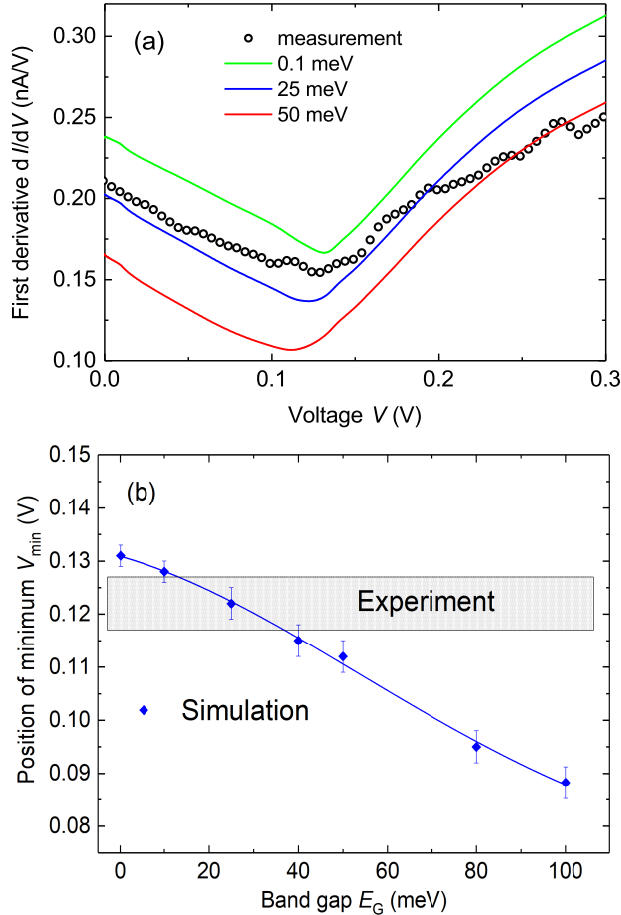 (a)
measurement
0.1 meV
25 meV
50 meV
First derivative d I/dV (nA/V)
0.30
0.25
0.20
0.15
0.10
0.0 0.1 0.2 0.3
Voltage V (V)
(b)
Experiment
Simulation
Position of minimum Vmin (V)
0.15
0.14
0.13
0.12
0.11
0.10
0.09
0.08
0 20 40 60 80 100
Band gap EG (meV)